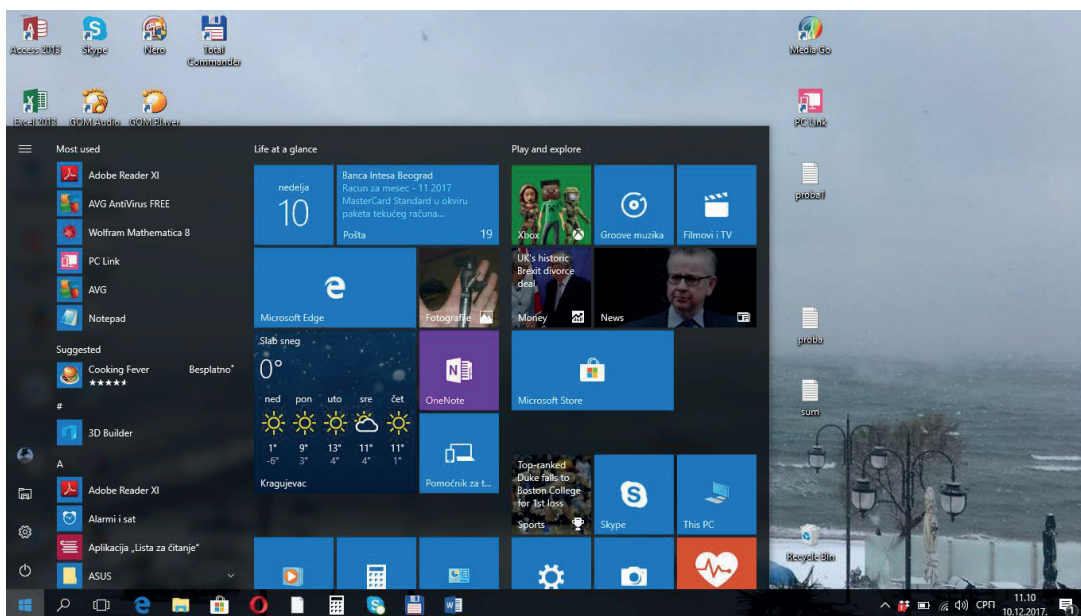 Access 2013
Skype
Nero
Total
Commander
Excel 2013
GOM Audio
GOM Player
Media Go
PC Link
proba1
proba
sum
Recycle Bin
Most used
Adobe Reader XI
AVG AntiVirus FREE
Wolfram Mathematica 8
PC Link
AVG
Notepad
Suggested
Cooking Fever
Besplatno*
#
3D Builder
A
Adobe Reader XI
Alarmi i sat
Aplikacija „Lista za čitanje“
ASUS
Life at a glance
nedelja
10
Banca Intesa Beograd
Racun za mesec - 11 2017
MasterCard Standard u okviru
paketa tekućeg računa...
Pošta
19
Microsoft Edge
Fotografije
Slab sneg
0°
ned pon uto sre čet
1° 9° 13° 11° 11°
-6° 3° 4° 4° 1°
Kragujevac
OneNote
Pomoćnik za t...
Play and explore
Xbox
Groove muzika
Filmovi i TV
UK's historic
Brexit divorce
deal
Money
News
Microsoft Store
Top-ranked
Duke falls to
Boston College
for 1st loss
Sports
Skype
This PC
СРП
11.10
10.12.2017.